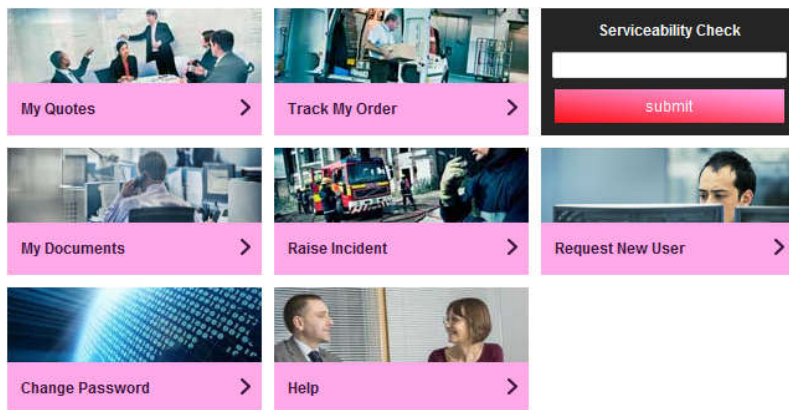 My Quotes
Track My Order
Serviceability Check
submit
My Documents
Raise Incident
Request New User
Change Password
Help